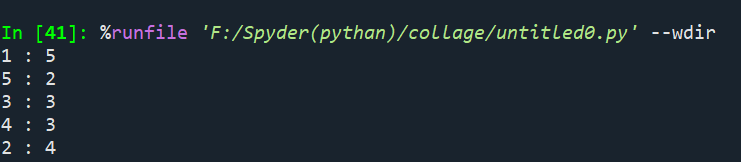 In [41]: %runfile 'F:/Spyder(pythan)/collage/untitled0.py' --wdir
1 : 5
5 : 2
3 : 3
4 : 3
2 : 4